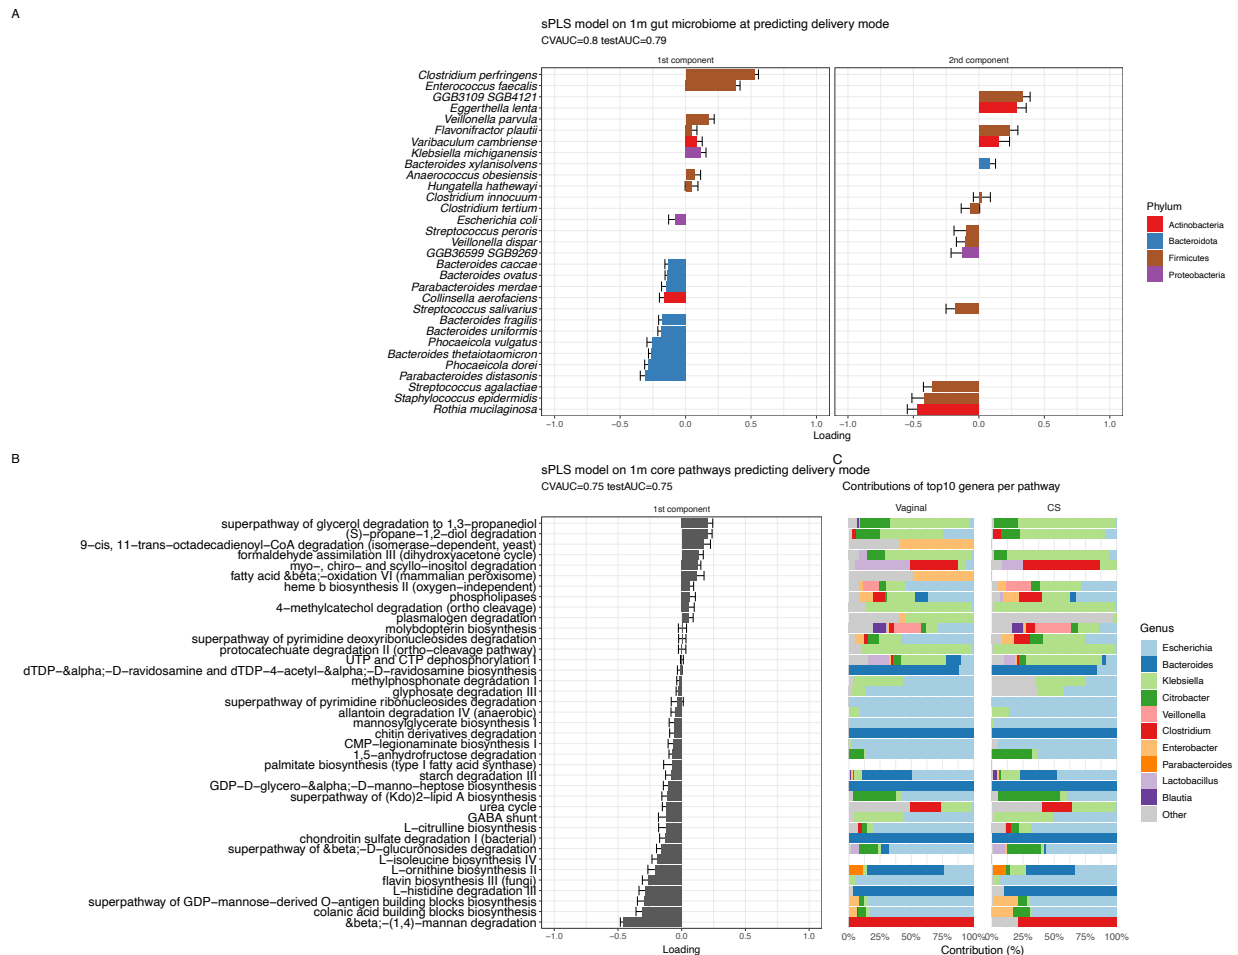 A
sPLS model on 1m gut microbiome at predicting delivery mode
CVAUC=0.8 testAUC=0.79
1st component
2nd component
Clostridium perfringens
Enterococcus faecalis
GGB3109 SGB4121
Eggerthella lenta
Veillonella parvula
Flavonifractor plautii
Varibaculum cambriense
Klebsiella michiganensis
Bacteroides xylanisolvens
Anaerococcus obesiensis
Hungatella hathewayi
Clostridium innocuum
Clostridium tertium
Escherichia coli
Streptococcus peroris
Veillonella dispar
GGB36599 SGB9269
Bacteroides caccae
Bacteroides ovatus
Parabacteroides merdae
Collinsella aerofaciens
Streptococcus salivarius
Bacteroides fragilis
Bacteroides uniformis
Phocaeicola vulgatus
Bacteroides thetaiotaomicron
Phocaeicola dorei
Parabacteroides distasonis
Streptococcus agalactiae
Staphylococcus epidermidis
Rothia mucilaginosa
−1.0 −0.5 0.0 0.5 1.0 −1.0 −0.5 0.0 0.5 1.0
Loading
Phylum
Actinobacteria
Bacteroidota
Firmicutes
Proteobacteria
B
sPLS model on 1m core pathways predicting delivery mode
CVAUC=0.75 testAUC=0.75
1st component
superpathway of glycerol degradation to 1,3−propanediol
(S)−propane−1,2−diol degradation
9−cis, 11−trans−octadecadienoyl−CoA degradation (isomerase−dependent, yeast)
formaldehyde assimilation III (dihydroxyacetone cycle)
myo−, chiro− and scyllo−inositol degradation
fatty acid &beta;−oxidation VI (mammalian peroxisome)
heme b biosynthesis II (oxygen−independent)
phospholipases
4−methylcatechol degradation (ortho cleavage)
plasmalogen degradation
molybdopterin biosynthesis
superpathway of pyrimidine deoxyribonucleosides degradation
protocatechuate degradation II (ortho−cleavage pathway)
UTP and CTP dephosphorylation I
dTDP−&alpha;−D−ravidosamine and dTDP−4−acetyl−&alpha;−D−ravidosamine biosynthesis
methylphosphonate degradation I
glyphosate degradation III
superpathway of pyrimidine ribonucleosides degradation
allantoin degradation IV (anaerobic)
mannosylglycerate biosynthesis I
chitin derivatives degradation
CMP−legionaminate biosynthesis I
1,5−anhydrofructose degradation
palmitate biosynthesis (type I fatty acid synthase)
starch degradation III
GDP−D−glycero−&alpha;−D−manno−heptose biosynthesis
superpathway of (Kdo)2−lipid A biosynthesis
urea cycle
GABA shunt
L−citrulline biosynthesis
chondroitin sulfate degradation I (bacterial)
superpathway of &beta;−D−glucuronosides degradation
L−isoleucine biosynthesis IV
L−ornithine biosynthesis II
flavin biosynthesis III (fungi)
L−histidine degradation III
superpathway of GDP−mannose−derived O−antigen building blocks biosynthesis
colanic acid building blocks biosynthesis
&beta;−(1,4)−mannan degradation
−1.0 −0.5 0.0 0.5 1.0
Loading
C
Contributions of top10 genera per pathway
Vaginal
CS
0% 25% 50% 75% 100% 0% 25% 50% 75% 100%
Contribution (%)
Genus
Escherichia
Bacteroides
Klebsiella
Citrobacter
Veillonella
Clostridium
Enterobacter
Parabacteroides
Lactobacillus
Blautia
Other